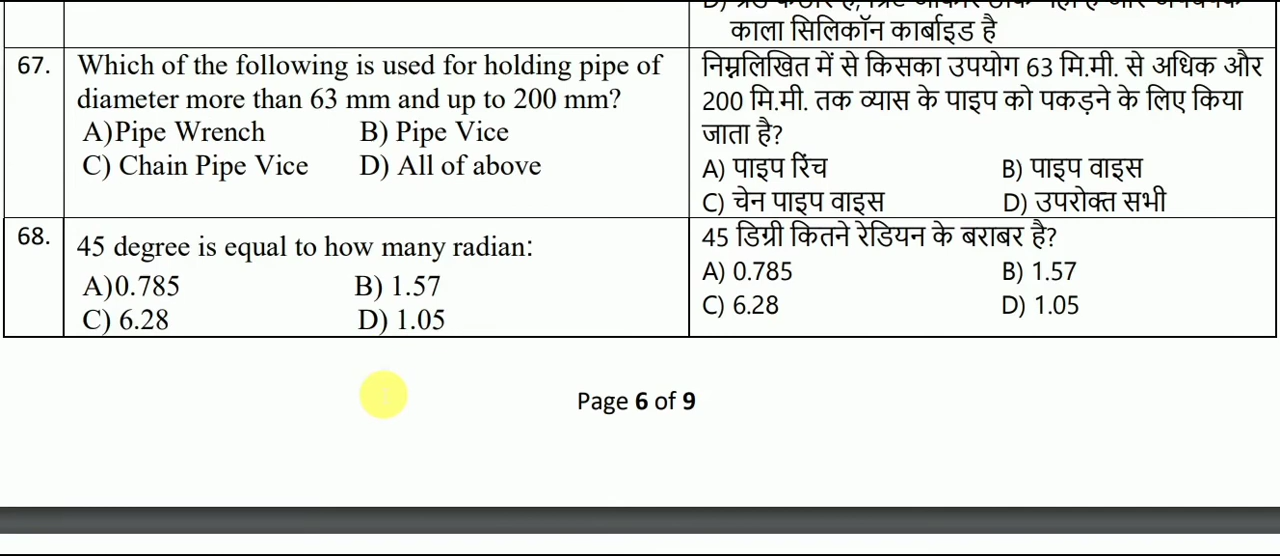 काला सिलिकॉन कार्बाइड है
67. Which of the following is used for holding pipe of
diameter more than 63 mm and up to 200 mm?
A)Pipe Wrench B) Pipe Vice
C) Chain Pipe Vice D) All of above
निम्नलिखित में से किसका उपयोग 63 मि.मी. से अधिक और
200 मि.मी. तक व्यास के पाइप को पकड़ने के लिए किया
जाता है?
A) पाइप रिंच B) पाइप वाइस
C) चेन पाइप वाइस D) उपरोक्त सभी
68. 45 degree is equal to how many radian:
A)0.785 B) 1.57
C) 6.28 D) 1.05
45 डिग्री कितने रेडियन के बराबर है?
A) 0.785 B) 1.57
C) 6.28 D) 1.05
Page 6 of 9